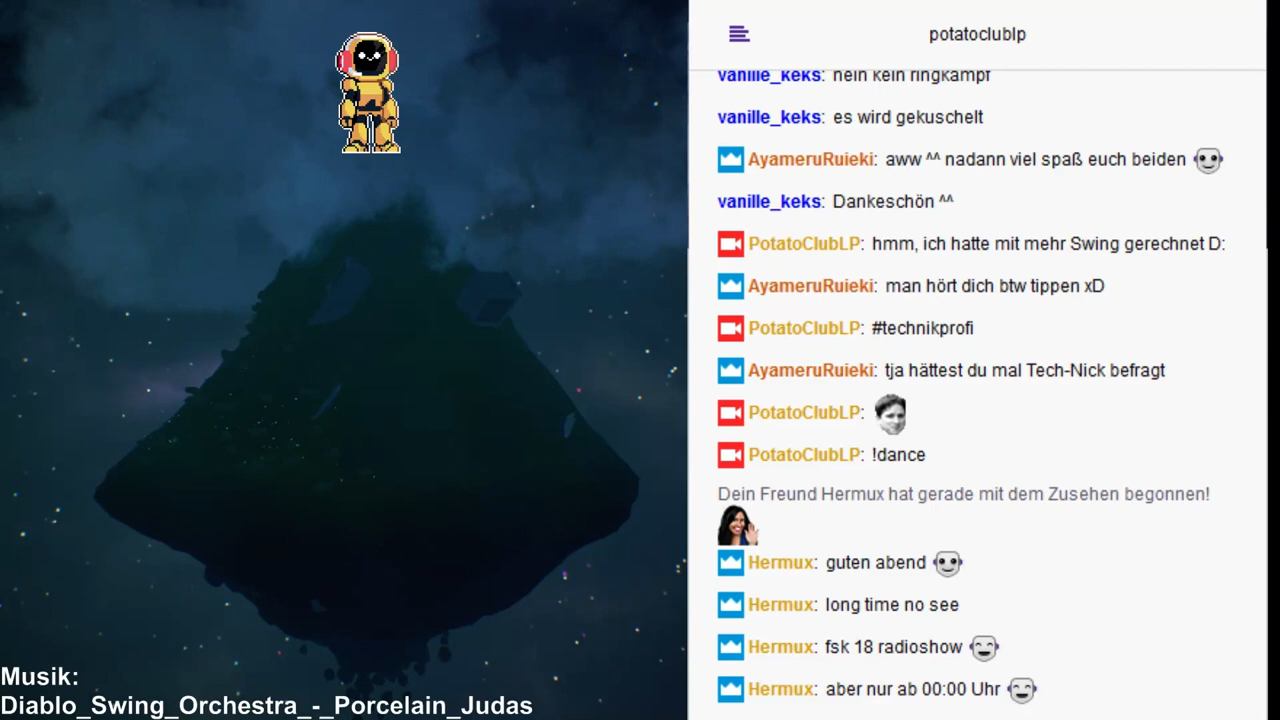 potatoclublp
vanille_keks: nein kein ringkampf
vanille_keks: es wird gekuschelt
AyameruRuieki: aww ^^ nadann viel spaß euch beiden
vanille_keks: Dankeschön ^^
PotatoClubLP: hmm, ich hatte mit mehr Swing gerechnet D:
AyameruRuieki: man hört dich btw tippen xD
PotatoClubLP: #technikprofi
AyameruRuieki: tja hättest du mal Tech-Nick befragt
PotatoClubLP:
PotatoClubLP: !dance
Dein Freund Hermux hat gerade mit dem Zusehen begonnen!
Hermux: guten abend
Hermux: long time no see
Hermux: fsk 18 radioshow
Hermux: aber nur ab 00:00 Uhr
Musik:
Diablo_Swing_Orchestra_-_Porcelain_Judas